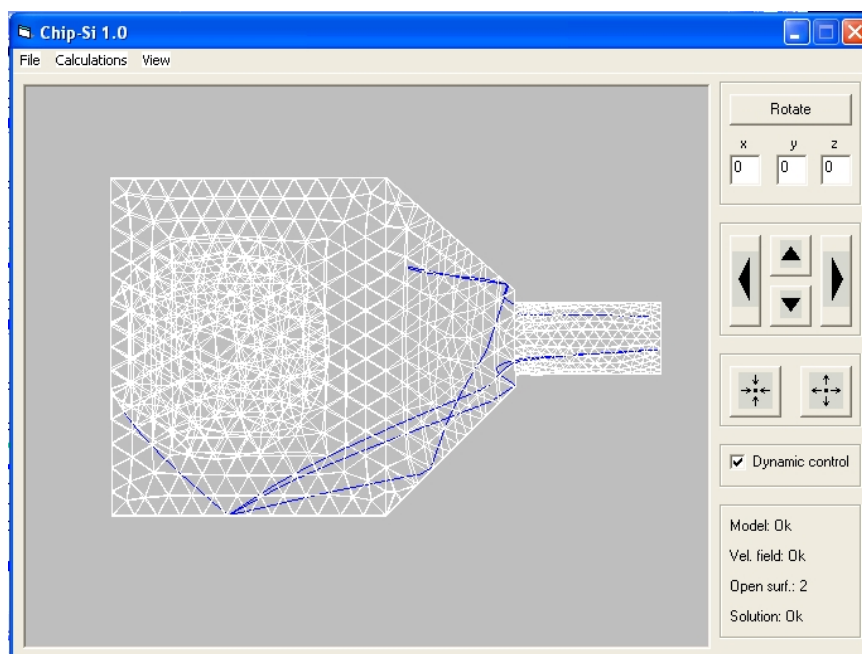 Chip-Si 1.0
File Calculations View
Rotate
x y z
0 0 0
Dynamic control
Model: Ok
Vel. field: Ok
Open surf.: 2
Solution: Ok